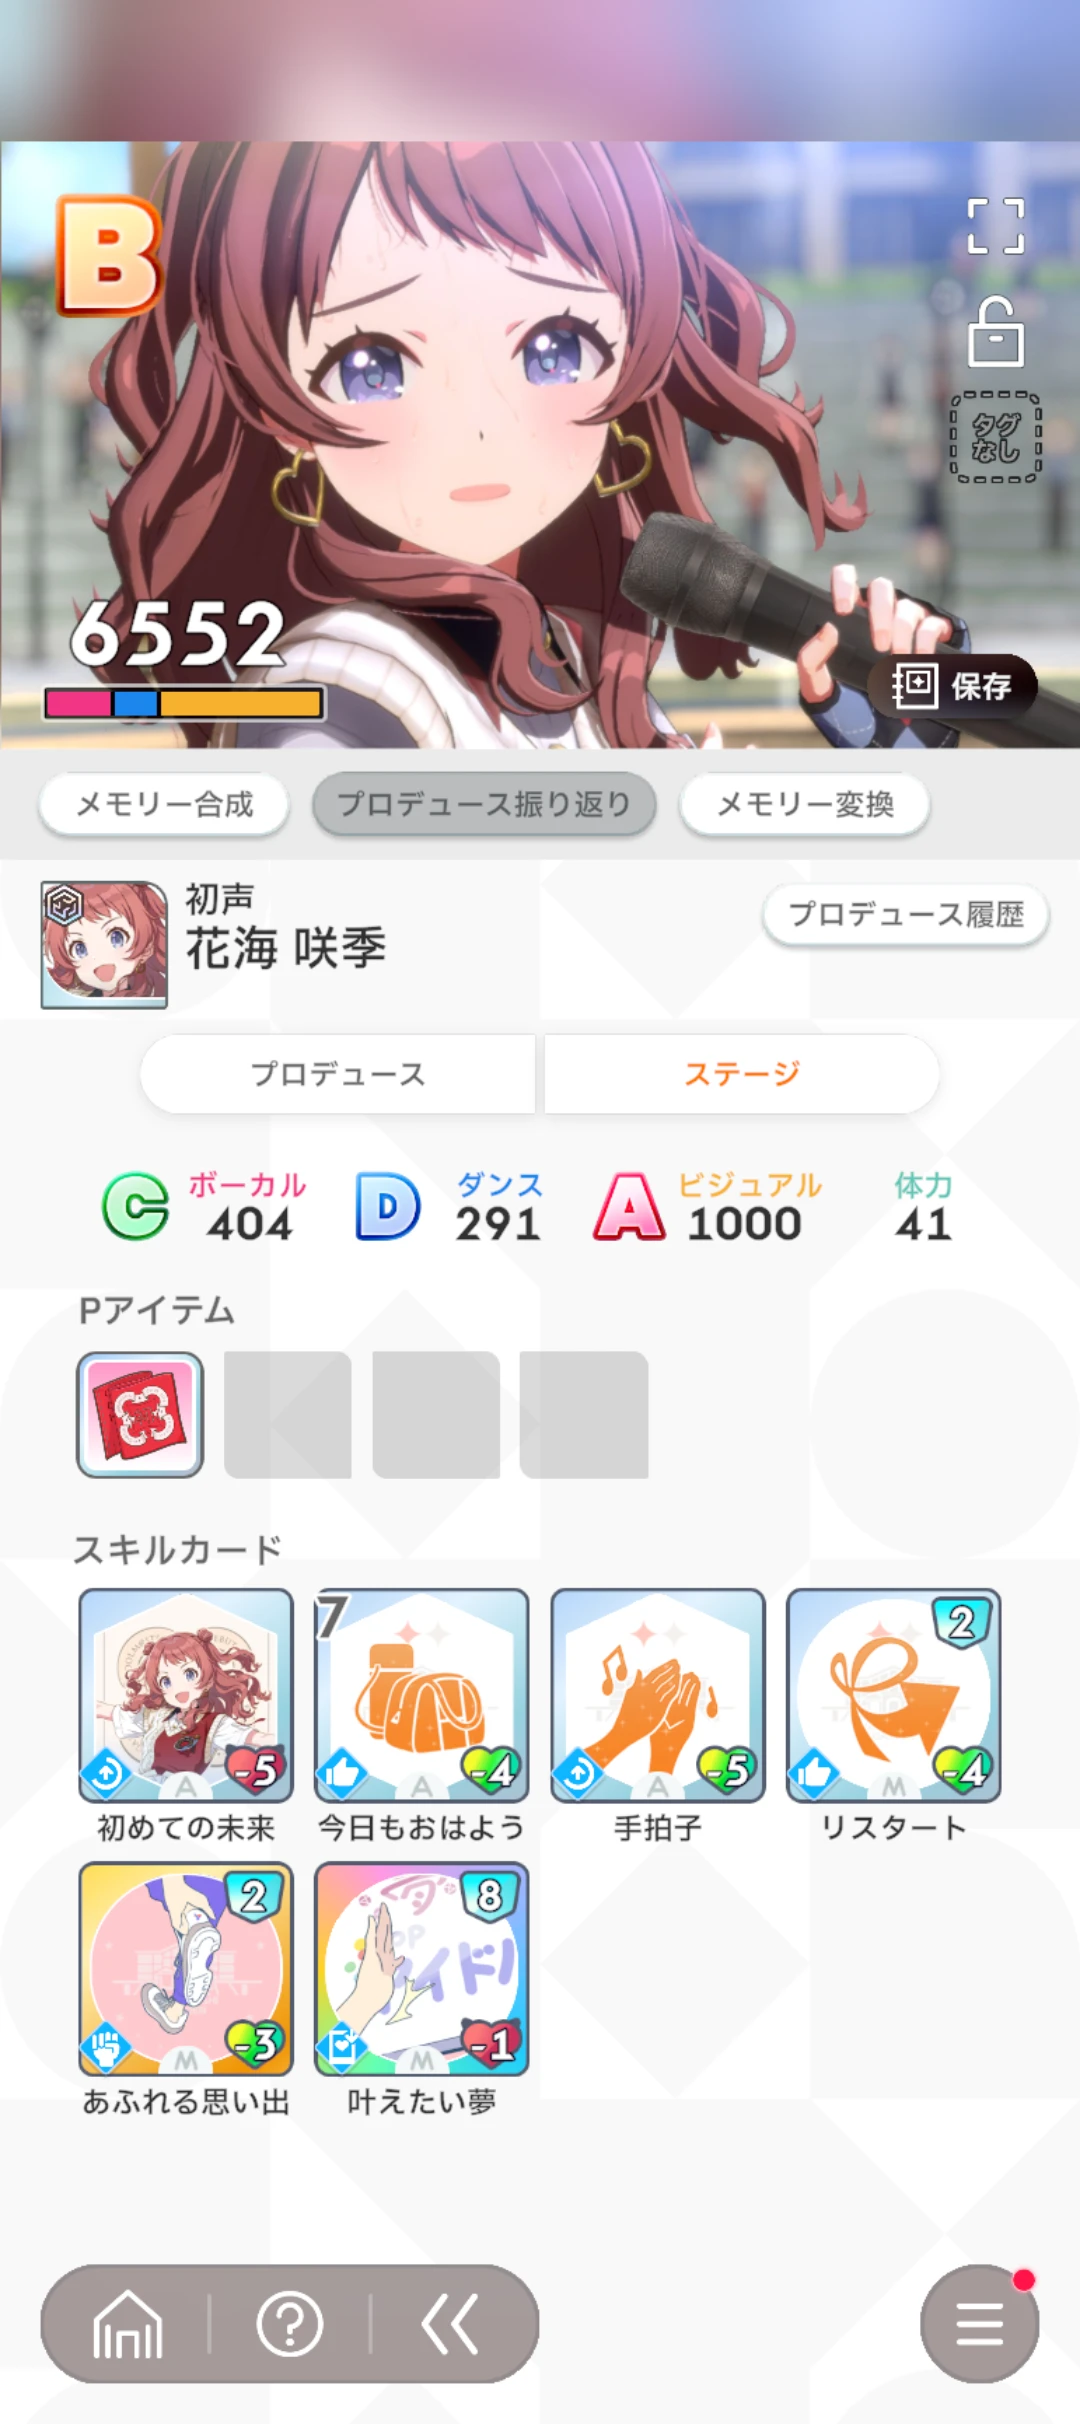 B
タグ
なし
6552
保存
メモリー合成
プロデュース振り返り
メモリー変換
初声
花海 咲季
プロデュース履歴
プロデュース
ステージ
C ボーカル 404
D ダンス 291
A ビジュアル 1000
体力 41
Pアイテム
スキルカード
A -5
7 A -4
A -5
2 M -4
初めての未来
今日もおはよう
手拍子
リスタート
2 M -3
8 M -1
あふれる思い出
叶えたい夢